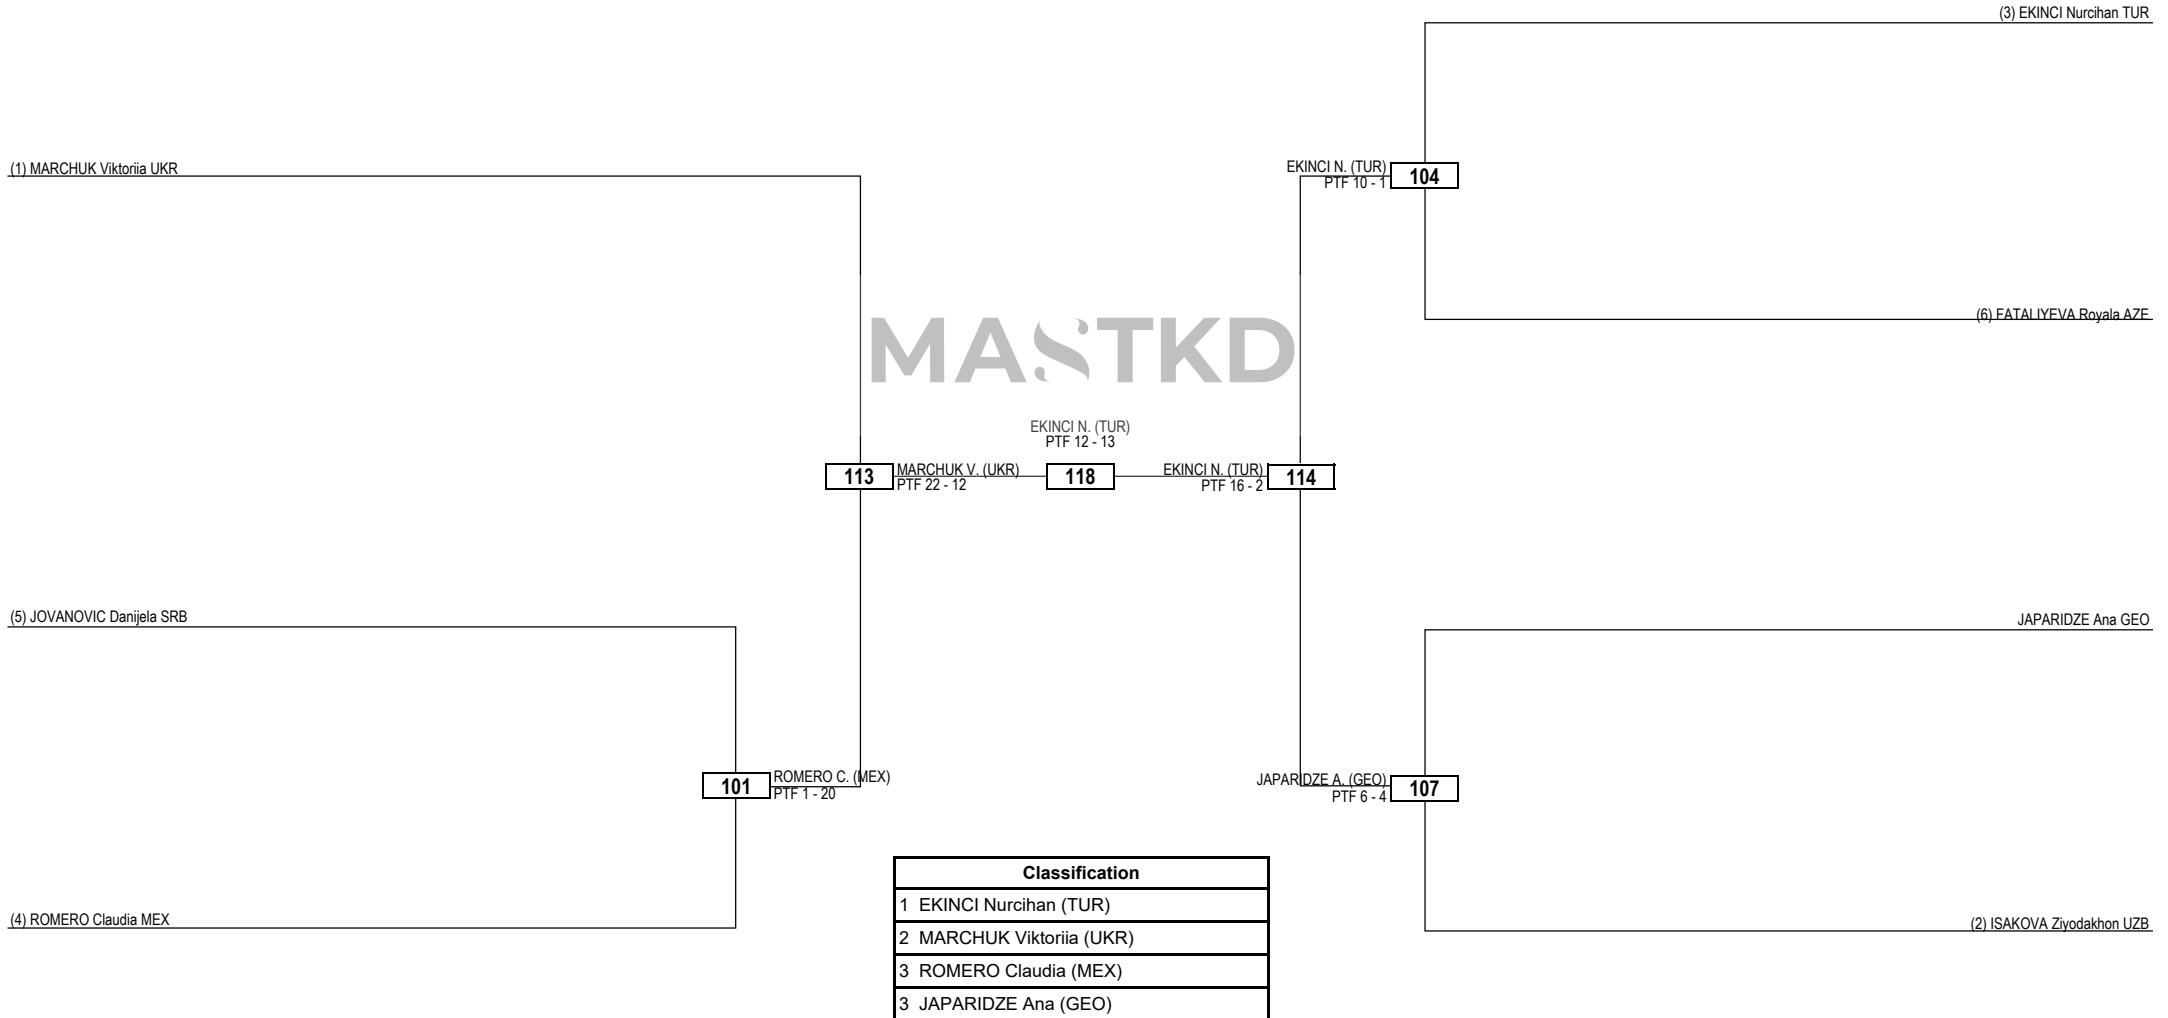 (3) EKINCI Nurcihan TUR
(1) MARCHUK Viktoriia UKR
EKINCI N. (TUR)
PTF 10 - 1
104
(6) FATALIYEVA Royala AZE
MASTKD
EKINCI N. (TUR)
PTF 12 - 13
113
MARCHUK V. (UKR)
PTF 22 - 12
118
EKINCI N. (TUR)
PTF 16 - 2
114
(5) JOVANOVIC Danijela SRB
JAPARIDZE Ana GEO
101
ROMERO C. (MEX)
PTF 1 - 20
JAPARIDZE A. (GEO)
PTF 6 - 4
107
(4) ROMERO Claudia MEX
(2) ISAKOVA Ziyodakhon UZB
Classification
1 EKINCI Nurcihan (TUR)
2 MARCHUK Viktoriia (UKR)
3 ROMERO Claudia (MEX)
3 JAPARIDZE Ana (GEO)